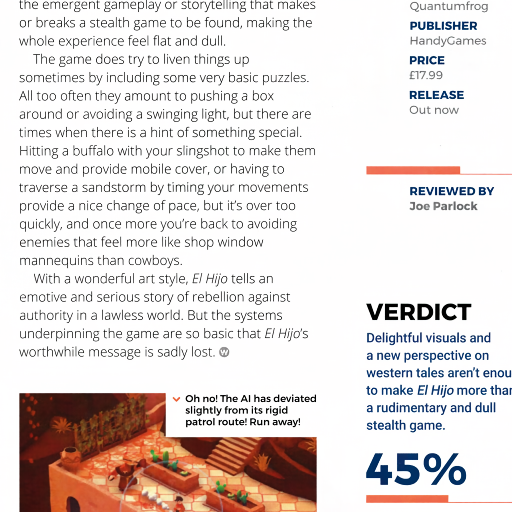 the emergent gameplay or storytelling that makes
or breaks a stealth game to be found, making the
whole experience feel flat and dull.
The game does try to liven things up
sometimes by including some very basic puzzles.
All too often they amount to pushing a box
around or avoiding a swinging light, but there are
times when there is a hint of something special.
Hitting a buffalo with your slingshot to make them
move and provide mobile cover, or having to
traverse a sandstorm by timing your movements
provide a nice change of pace, but it's over too
quickly, and once more you're back to avoiding
enemies that feel more like shop window
mannequins than cowboys.
With a wonderful art style, El Hijo tells an
emotive and serious story of rebellion against
authority in a lawless world. But the systems
underpinning the game are so basic that El Hijo's
worthwhile message is sadly lost.
Oh no! The AI has deviated
slightly from its rigid
patrol route! Run away!
Quantumfrog
PUBLISHER
HandyGames
PRICE
£17.99
RELEASE
Out now
REVIEWED BY
Joe Parlock
VERDICT
Delightful visuals and
a new perspective on
western tales aren't enou
to make El Hijo more than
a rudimentary and dull
stealth game.
45%